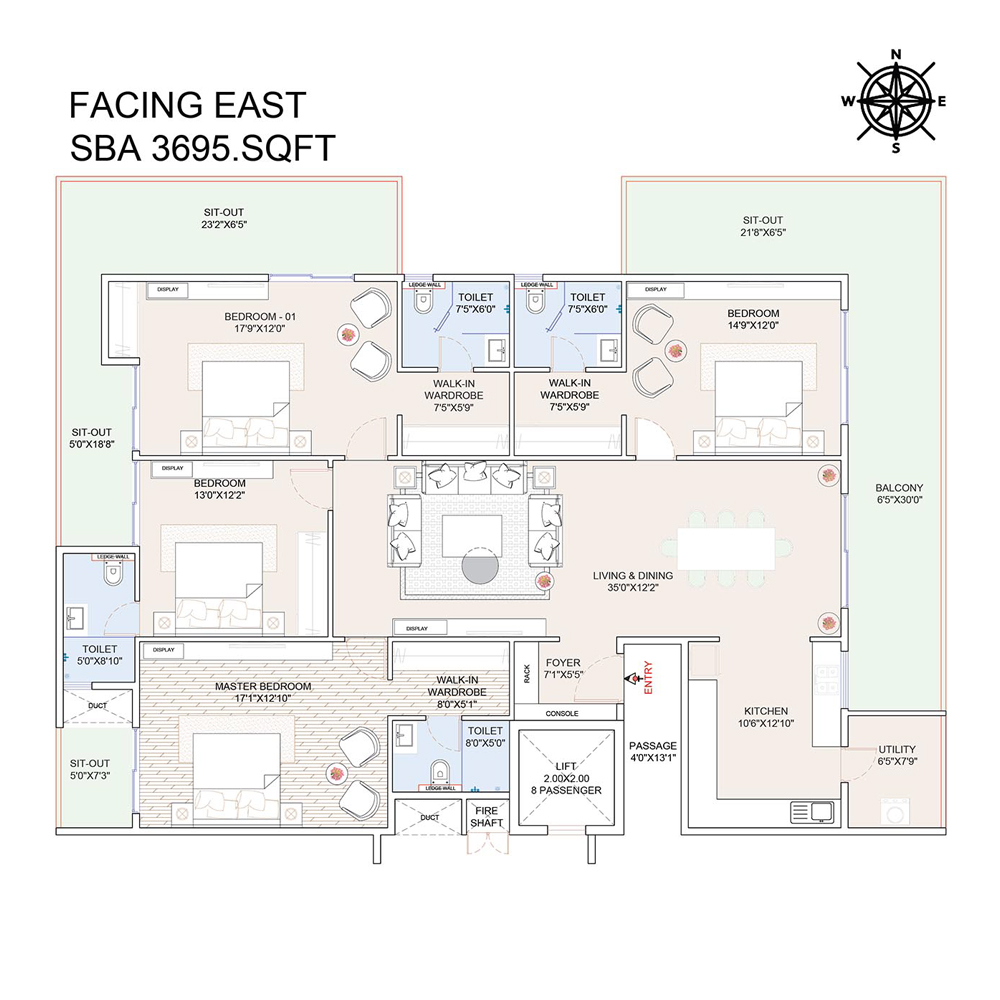 N
W E
S
FACING EAST
SBA 3695.SQFT
SIT-OUT
23'2"X6'5"
SIT-OUT
21'8"X6'5"
DISPLAY
BEDROOM - 01
17'9"X12'0"
LEDGE WALL
TOILET
7'5"X6'0"
LEDGE WALL
TOILET
7'5"X6'0"
DISPLAY
BEDROOM
14'9"X12'0"
WALK-IN
WARDROBE
7'5"X5'9"
WALK-IN
WARDROBE
7'5"X5'9"
SIT-OUT
5'0"X18'8"
DISPLAY
BEDROOM
13'0"X12'2"
BALCONY
6'5"X30'0"
LIVING & DINING
35'0"X12'2"
LEDGE WALL
TOILET
5'0"X8'10"
DISPLAY
DISPLAY
MASTER BEDROOM
17'1"X12'10"
WALK-IN
WARDROBE
8'0"X5'1"
RACK
FOYER
7'1"X5'5"
ENTRY
CONSOLE
DUCT
KITCHEN
10'6"X12'10"
TOILET
8'0"X5'0"
LEDGE WALL
PASSAGE
4'0"X13'1"
UTILITY
6'5"X7'9"
SIT-OUT
5'0"X7'3"
LIFT
2.00X2.00
8 PASSENGER
DUCT
FIRE
SHAFT